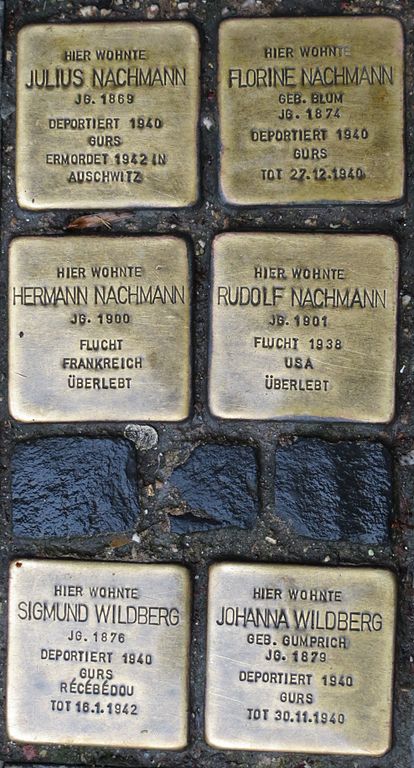 HIER WOHNTE
JULIUS NACHMANN
JG. 1869
DEPORTIERT 1940
GURS
ERMORDET 1942 IN
AUSCHWITZ
HIER WOHNTE
FLORINE NACHMANN
GEB. BLUM
JG. 1874
DEPORTIERT 1940
GURS
TOT 27.12.1940
HIER WOHNTE
HERMANN NACHMANN
JG. 1900
FLUCHT
FRANKREICH
ÜBERLEBT
HIER WOHNTE
RUDOLF NACHMANN
JG. 1901
FLUCHT 1938
USA
ÜBERLEBT
HIER WOHNTE
SIGMUND WILDBERG
JG. 1876
DEPORTIERT 1940
GURS
RÉCÉBÉDOU
TOT 16.1.1942
HIER WOHNTE
JOHANNA WILDBERG
GEB. GUMPRICH
JG. 1879
DEPORTIERT 1940
GURS
TOT 30.11.1940